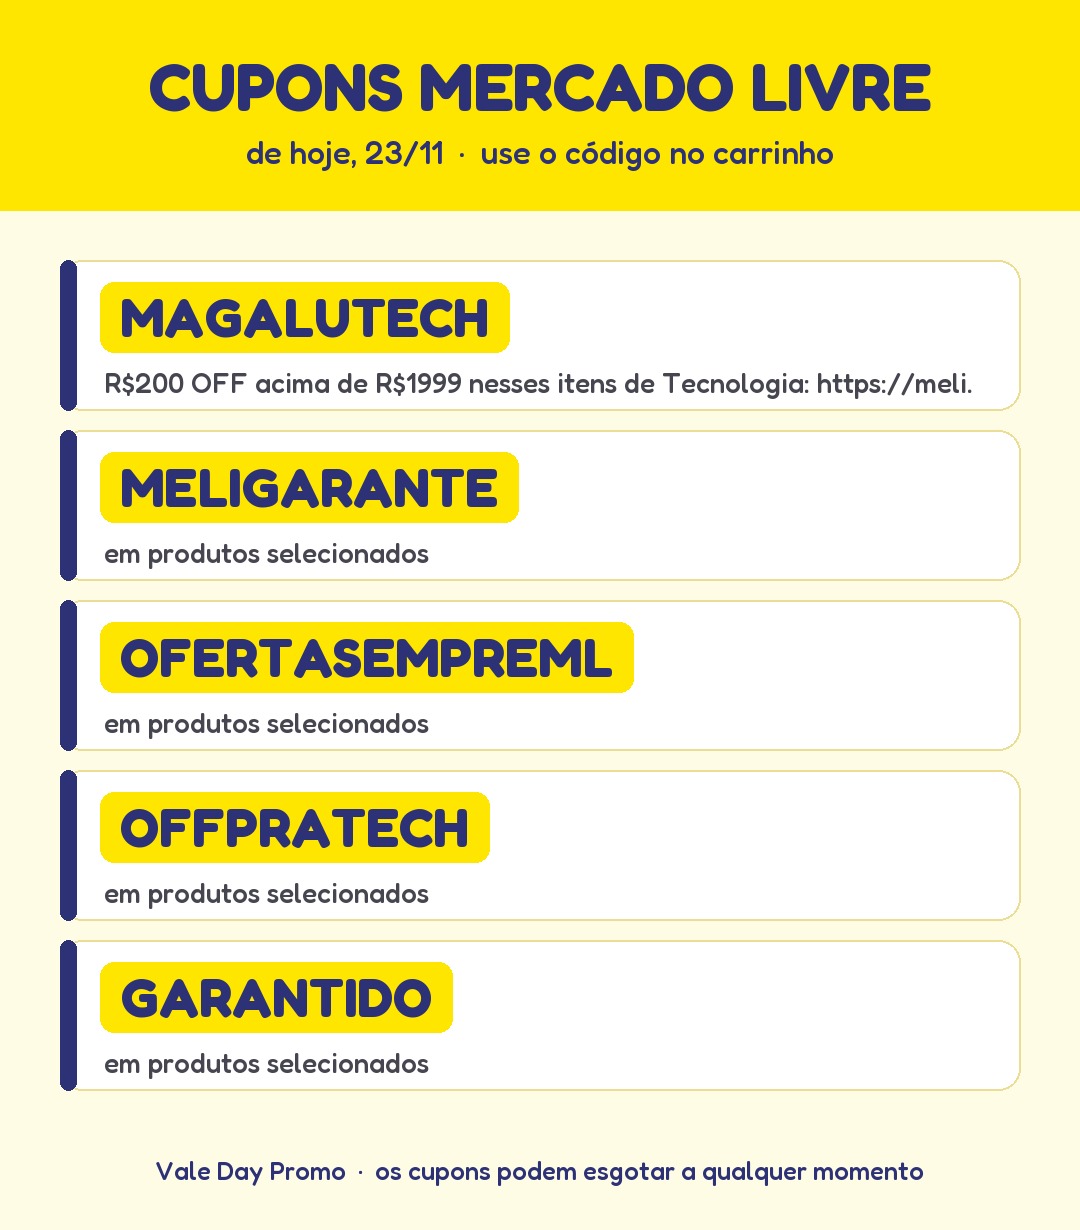 CUPONS MERCADO LIVRE
de hoje, 23/11 · use o código no carrinho
MAGALUTECH
R$200 OFF acima de R$1999 nesses itens de Tecnologia: https://meli.
MELIGARANTE
em produtos selecionados
OFERTASEMPREML
em produtos selecionados
OFFPRATECH
em produtos selecionados
GARANTIDO
em produtos selecionados
Vale Day Promo · os cupons podem esgotar a qualquer momento